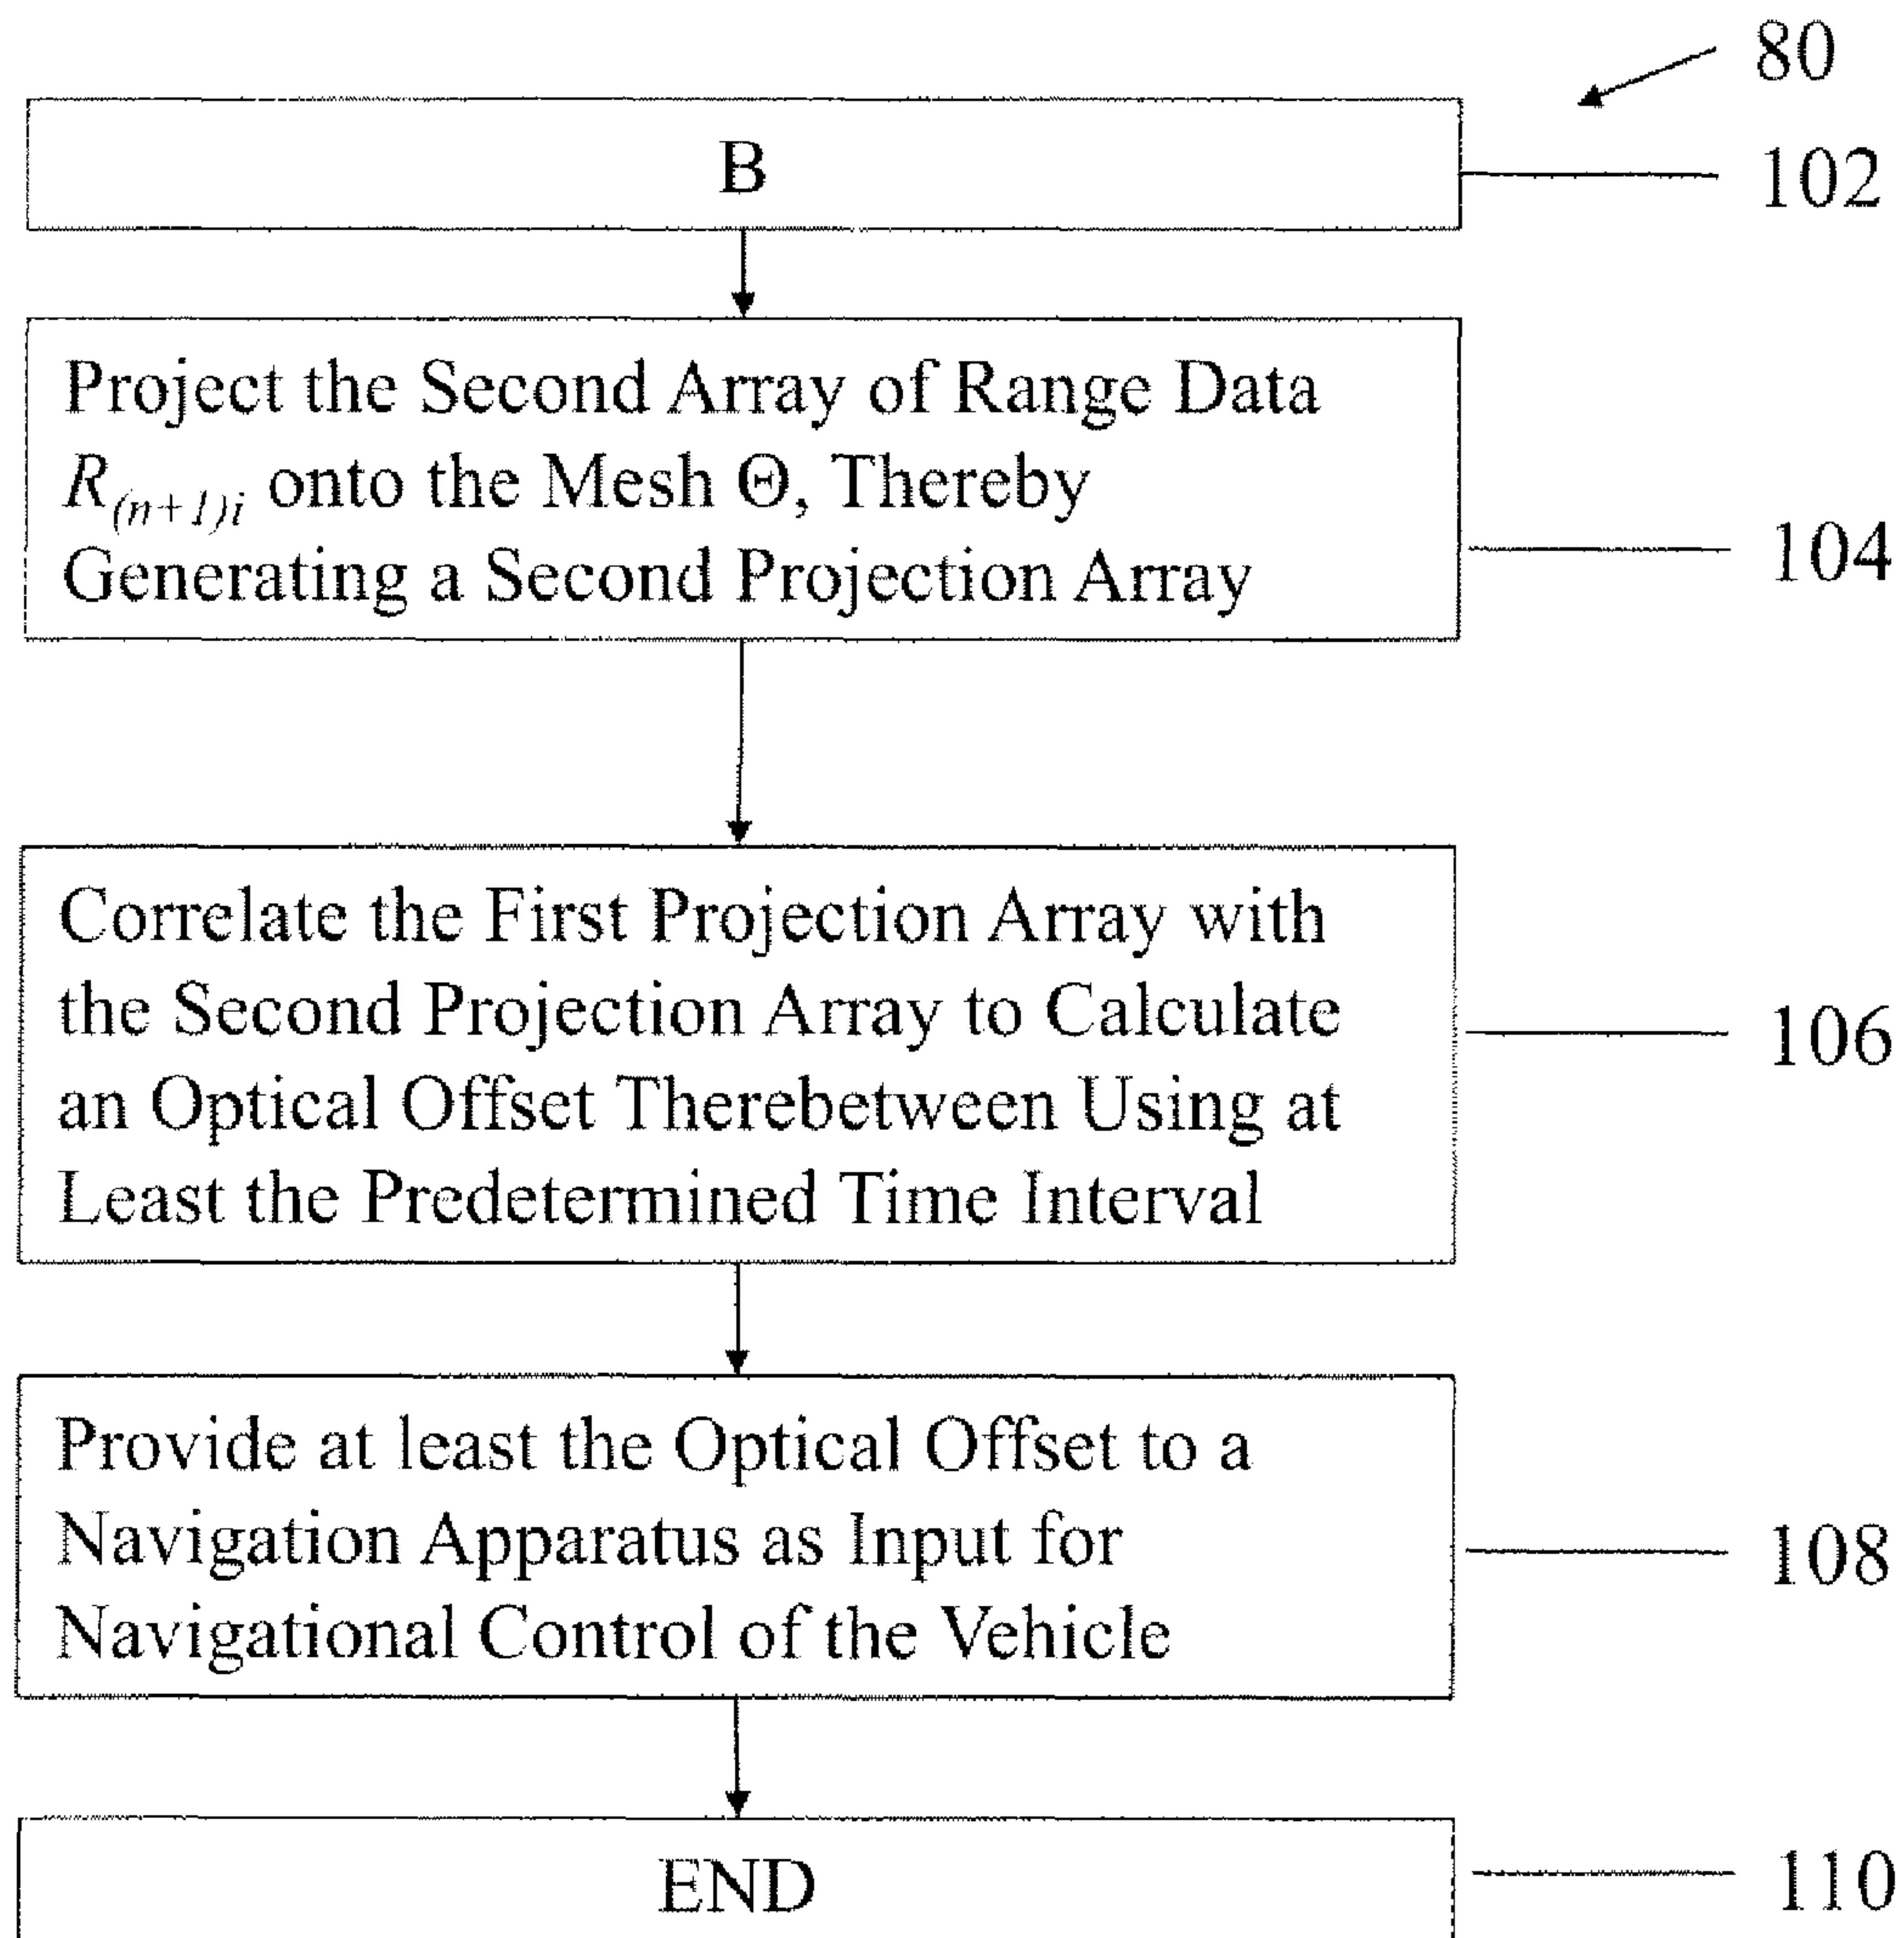 80
B
102
Project the Second Array of Range Data
R(n+1)i onto the Mesh Θ, Thereby
Generating a Second Projection Array
104
Correlate the First Projection Array with
the Second Projection Array to Calculate
an Optical Offset Therebetween Using at
Least the Predetermined Time Interval
106
Provide at least the Optical Offset to a
Navigation Apparatus as Input for
Navigational Control of the Vehicle
108
END
110